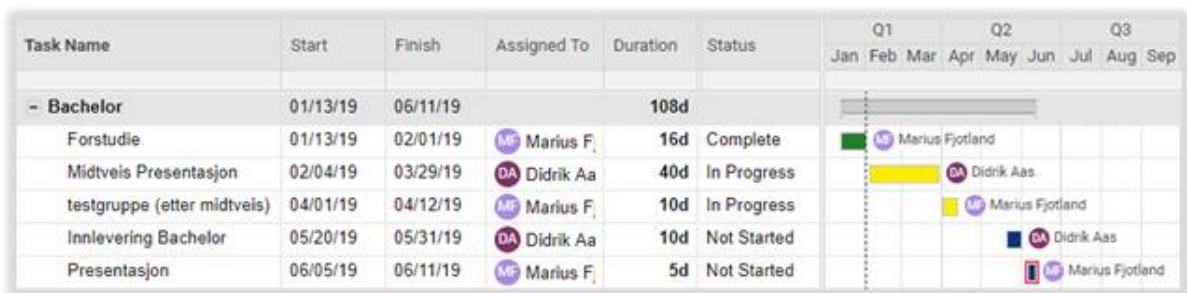 Task Name Start Finish Assigned To Duration Status Q1 Q2 Q3
Jan Feb Mar Apr May Jun Jul Aug Sep
- Bachelor 01/13/19 06/11/19 108d
Forstudie 01/13/19 02/01/19 MF Marius Fj 16d Complete MF Marius Fjotland
Midtveis Presentasjon 02/04/19 03/29/19 DA Didrik Aa 40d In Progress DA Didrik Aas
testgruppe (etter midtveis) 04/01/19 04/12/19 MF Marius Fj 10d In Progress MF Marius Fjotland
Innlevering Bachelor 05/20/19 05/31/19 DA Didrik Aa 10d Not Started DA Didrik Aas
Presentasjon 06/05/19 06/11/19 MF Marius Fj 5d Not Started MF Marius Fjotland